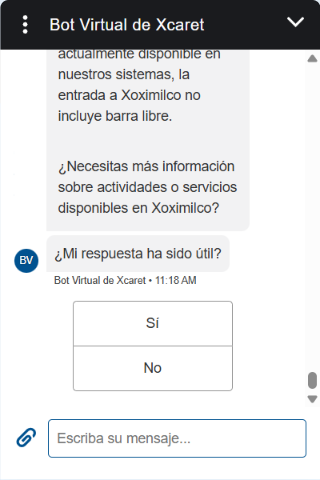 Bot Virtual de Xcaret
actualmente disponible en
nuestros sistemas, la
entrada a Xoximilco no
incluye barra libre.
¿Necesitas más información
sobre actividades o servicios
disponibles en Xoximilco?
BV
¿Mi respuesta ha sido útil?
Bot Virtual de Xcaret • 11:18 AM
Sí
No
Escriba su mensaje...